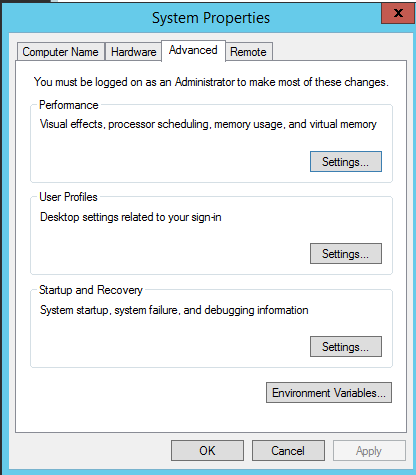 System Properties
x
Computer Name Hardware Advanced Remote
You must be logged on as an Administrator to make most of these changes.
Performance
Visual effects, processor scheduling, memory usage, and virtual memory
Settings...
User Profiles
Desktop settings related to your sign-in
Settings...
Startup and Recovery
System startup, system failure, and debugging information
Settings...
Environment Variables...
OK Cancel Apply